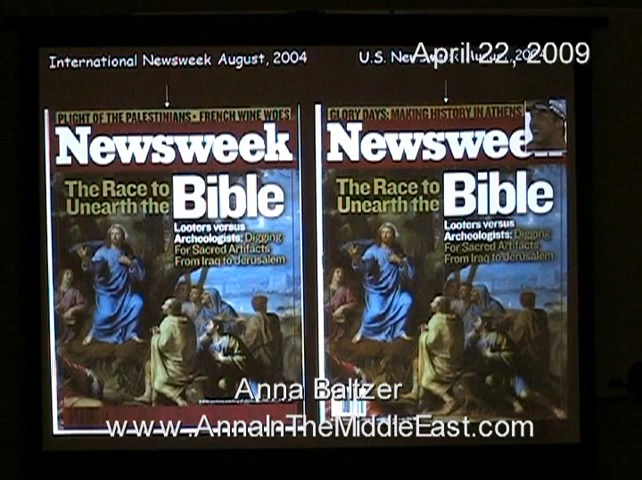 International Newsweek August, 2004
U.S. Newsweek
April 22, 2009
PLIGHT OF THE PALESTINIANS • FRENCH WINE WOES
Newsweek
The Race to
Unearth the
Bible
Looters versus
Archeologists: Digging
For Sacred Artifacts
From Iraq to Jerusalem
GLORY DAYS: MAKING HISTORY IN ATHENS
Newsweek
The Race to
Unearth the
Bible
Looters versus
Archeologists: Digging
For Sacred Artifacts
From Iraq to Jerusalem
Anna Baltzer
www.AnnaInTheMiddleEast.com